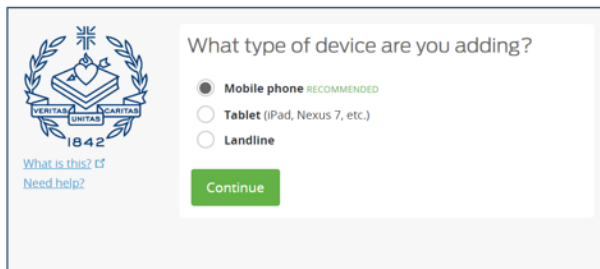 What type of device are you adding?
Mobile phone RECOMMENDED
Tablet (iPad, Nexus 7, etc.)
Landline
Continue
VERITAS UNITAS CARITAS
1842
What is this?
Need help?